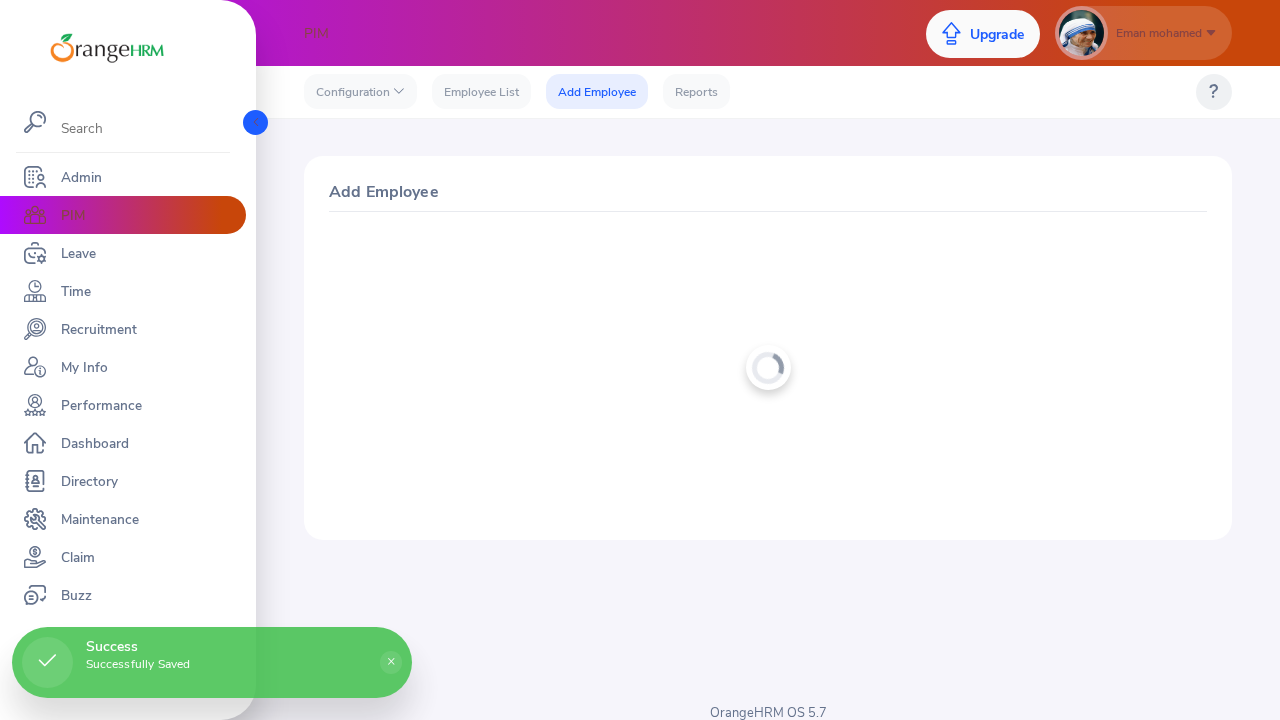 OrangeHRM
PIM
Upgrade
Eman mohamed
Configuration
Employee List
Add Employee
Reports
?
Search
Admin
PIM
Leave
Time
Recruitment
My Info
Performance
Dashboard
Directory
Maintenance
Claim
Buzz
Add Employee
Success
Successfully Saved
×
OrangeHRM OS 5.7